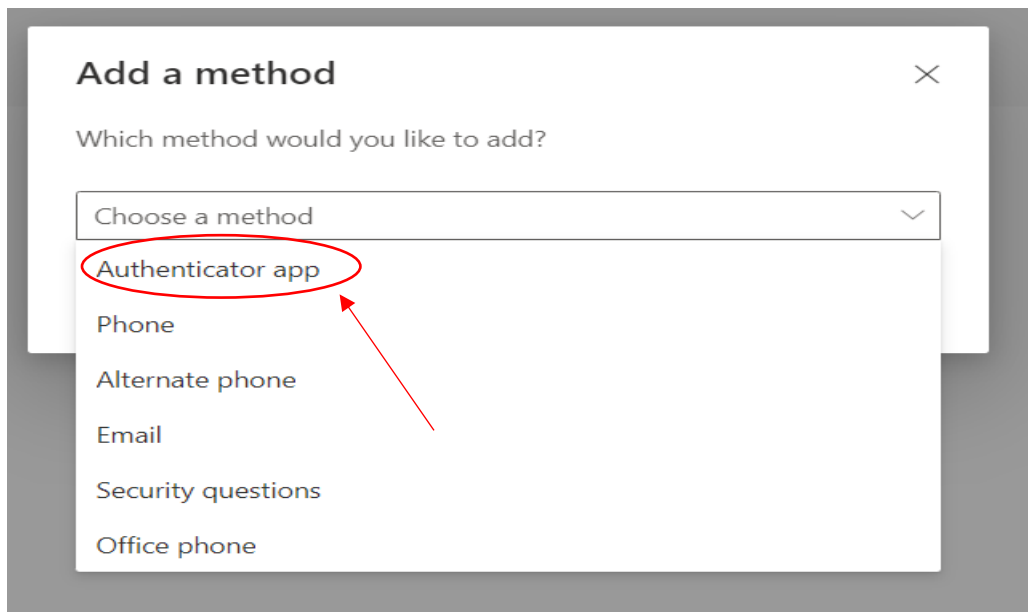 Add a method
Which method would you like to add?
Choose a method
Authenticator app
Phone
Alternate phone
Email
Security questions
Office phone